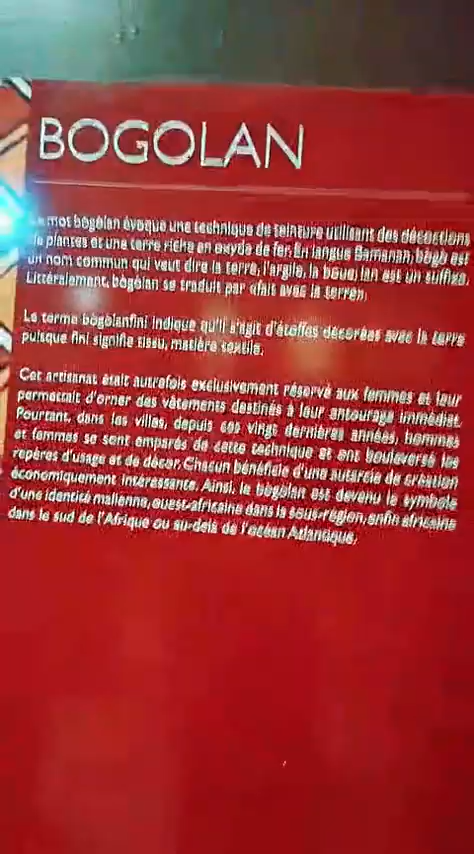 BOGOLAN
mot bogolan évoque une technique de teinture utilisant des décoctions
de plantes et une terre riche en oxyde de fer. En langue Bamanan, bogo est
un nom commun qui veut dire la terre, l'argile, la boue, lan est un suffixe.
Littéralement, bogolan se traduit par «fait avec la terre».
Le terme bogolanfini indique qu'il s'agit d'étoffes décorées avec la terre
puisque fini signifie tissu, matière textile.
Cet artisanat était autrefois exclusivement réservé aux femmes et leur
permettait d'orner des vêtements destinés à leur entourage immédiat.
Pourtant, dans les villes, depuis ces vingt dernières années, hommes
et femmes se sont emparés de cette technique et ont bouleversé les
repères d'usage et de décor. Chacun bénéficie d'une autarcie de création
économiquement intéressante. Ainsi, le bogolan est devenu le symbole
d'une identité malienne, ouest-africaine dans la sous-région, enfin africaine
dans le sud de l'Afrique ou au-delà de l'océan Atlantique.